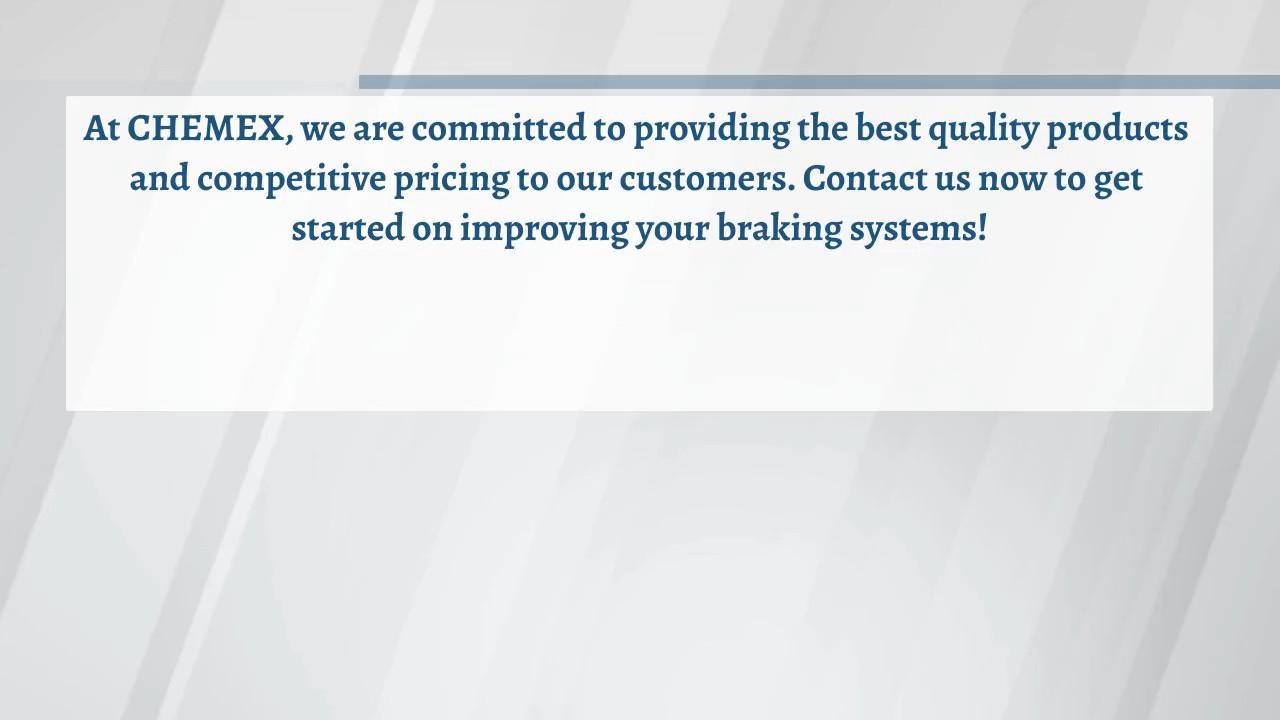 At CHEMEX, we are committed to providing the best quality products
and competitive pricing to our customers. Contact us now to get
started on improving your braking systems!